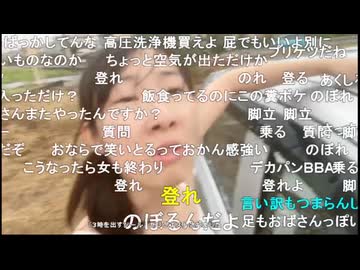 ばっかしてんな 高圧洗浄機買えよ 屁でもいいよ別に
ブリケツだね
いものなのか ちょっと空気が出ただけか
登れ のれ 登る あくし
入っただけ？ 飯食ってるのにこの糞ボケ のぼれ
さんまたやったんですか？ 脚立 脚立
質問 乗る 質問
だぞ おならで笑いとるっておかん感強い のぼれ
こうなったら女も終わり デカパンBBA乗る
登れ 登れよ 脚
登れ
言い訳もつまらんし
のぼるんだよ 足もおばさんっぽし